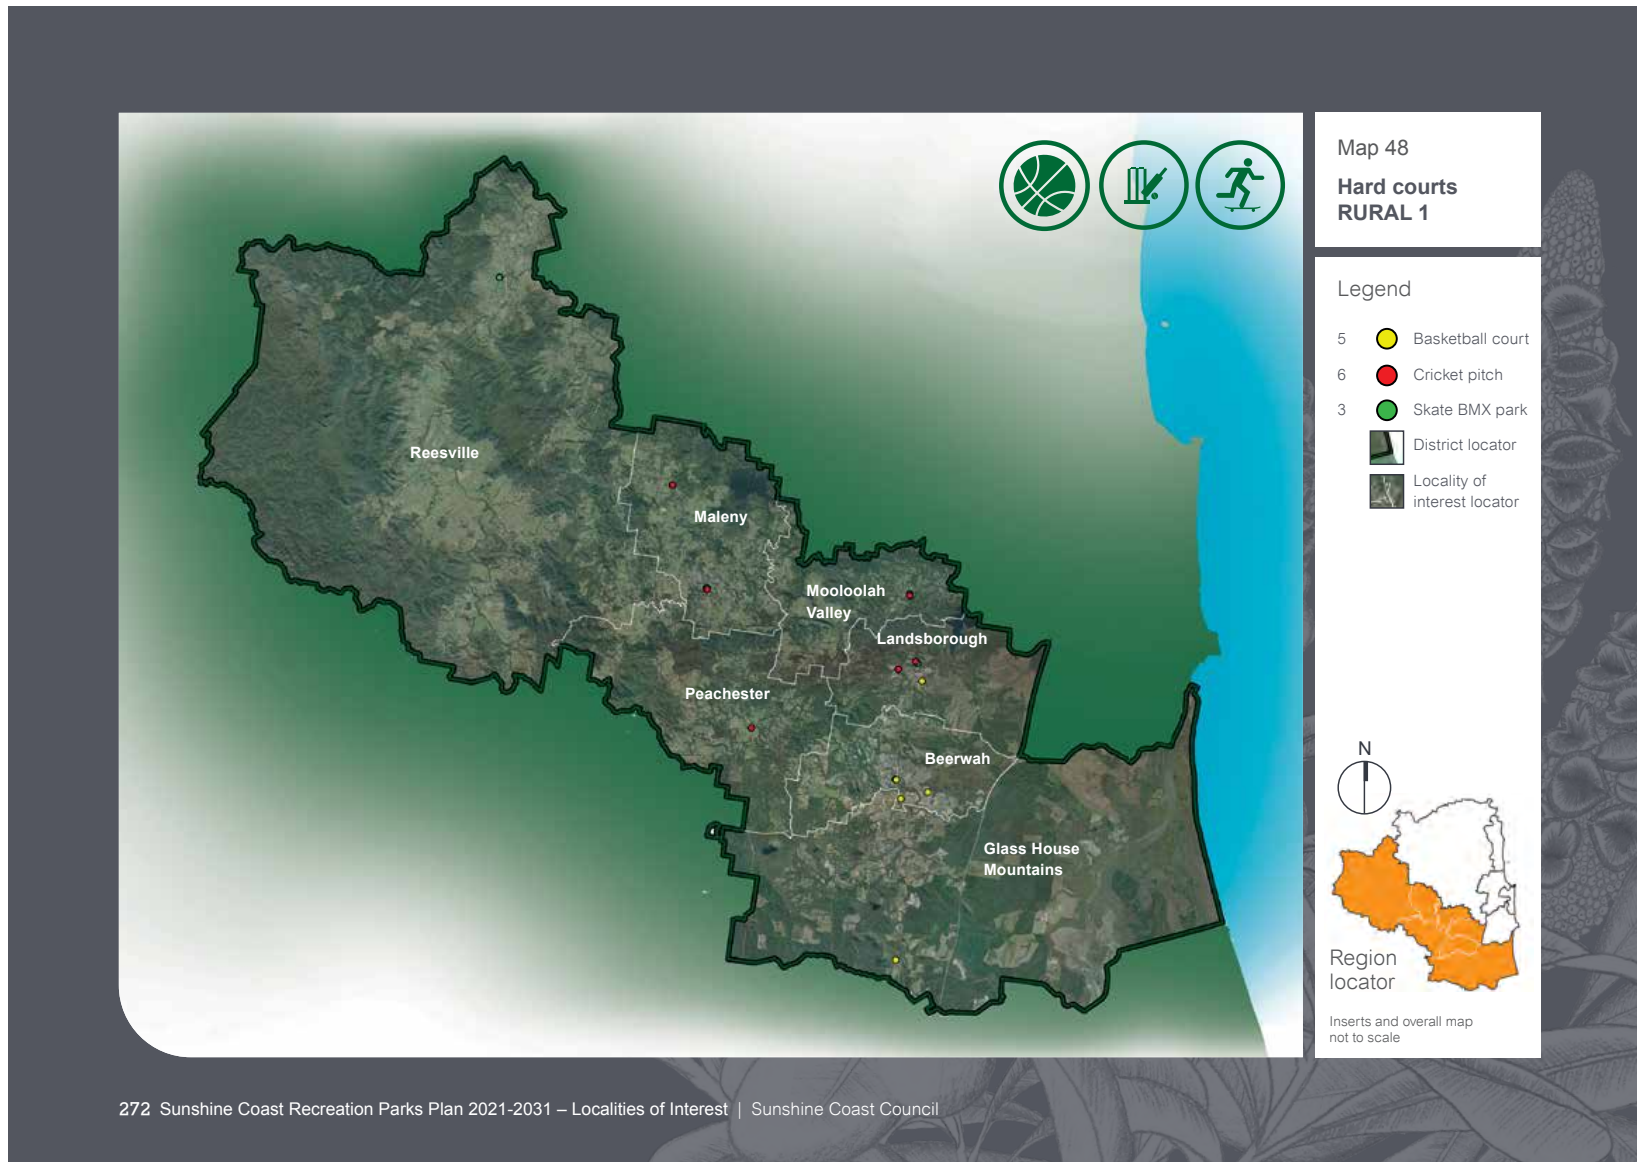 Map 48
Hard courts
RURAL 1
Legend
5 Basketball court
6 Cricket pitch
3 Skate BMX park
District locator
Locality of
interest locator
Reesville
Maleny
Mooloolah
Valley
Landsborough
Peachester
Beerwah
Glass House
Mountains
N
Region
locator
Inserts and overall map
not to scale
272 Sunshine Coast Recreation Parks Plan 2021-2031 – Localities of Interest | Sunshine Coast Council